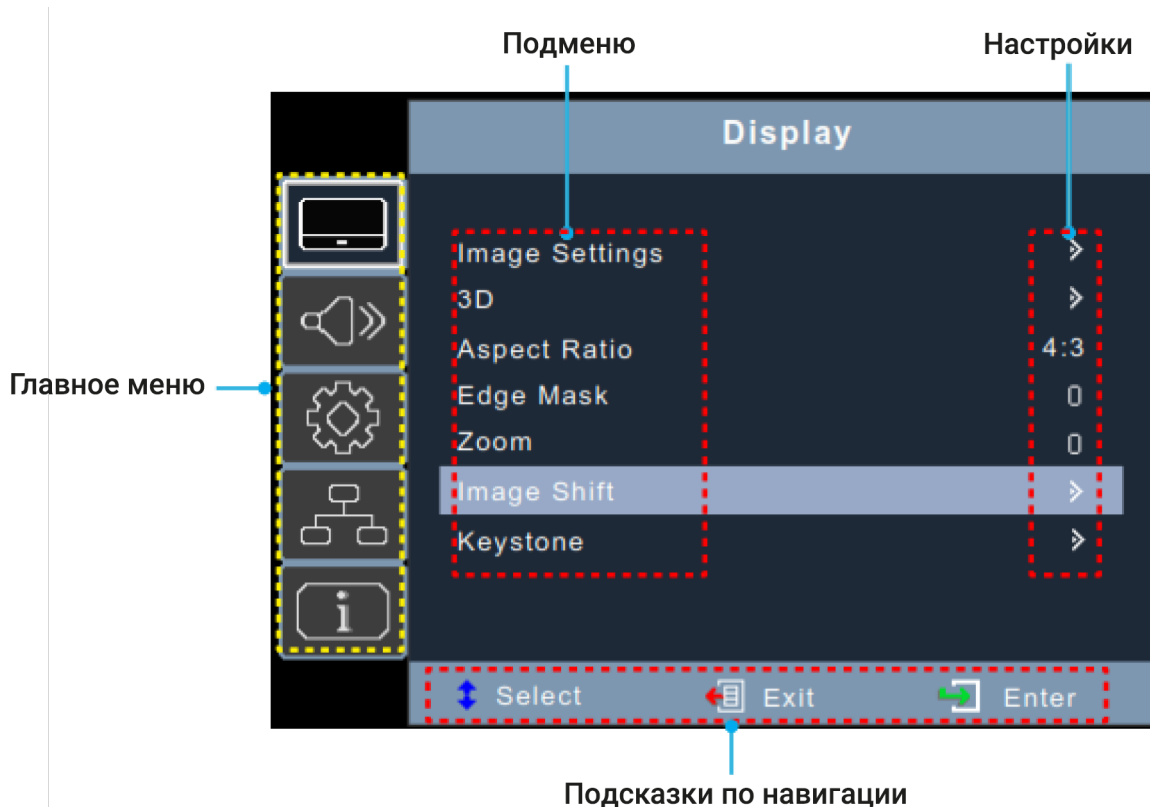 Подменю
Настройки
Display
Image Settings
3D
Aspect Ratio 4:3
Edge Mask 0
Zoom 0
Image Shift
Keystone
Главное меню
i
Select Exit Enter
Подсказки по навигации